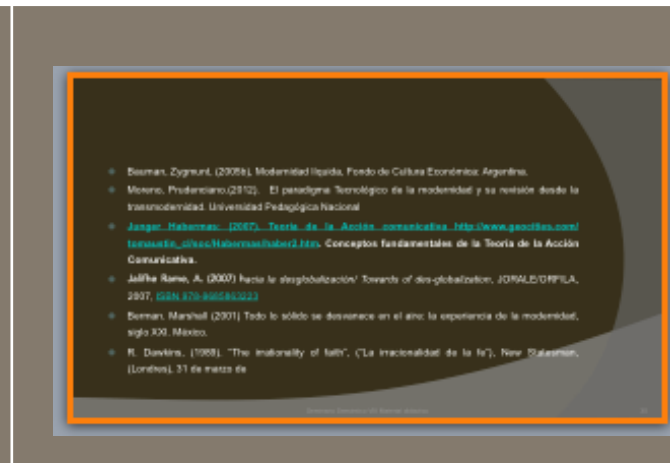 Bauman, Zygmunt, (2005b), Modernidad líquida, Fondo de Cultura Económica: Argentina.
Moreno, Prudenciano.(2012). El paradigma Tecnológico de la modernidad y su revisión desde la
transmodernidad. Universidad Pedagógica Nacional
Jungar Habermas: (2007). Teoría de la Acción comunicativa http://www.geocities.com/
tomaustin_cl/soc/Habermas/haber2.htm. Conceptos fundamentales de la Teoría de la Acción
Comunicativa.
Jalifhe Rame, A. (2007) hacia la desglobalización/ Towards of des-globalization, JORALE/ORFILA,
2007, ISBN 978-9685863223
Berman, Marshall (2001) Todo lo sólido se desvanece en el aire: la experiencia de la modernidad,
siglo XXI. México.
R. Dawkins, (1989), "The irrationality of faith", ("La irracionalidad de la fe"), New Statesman,
(Londres), 31 de marzo de